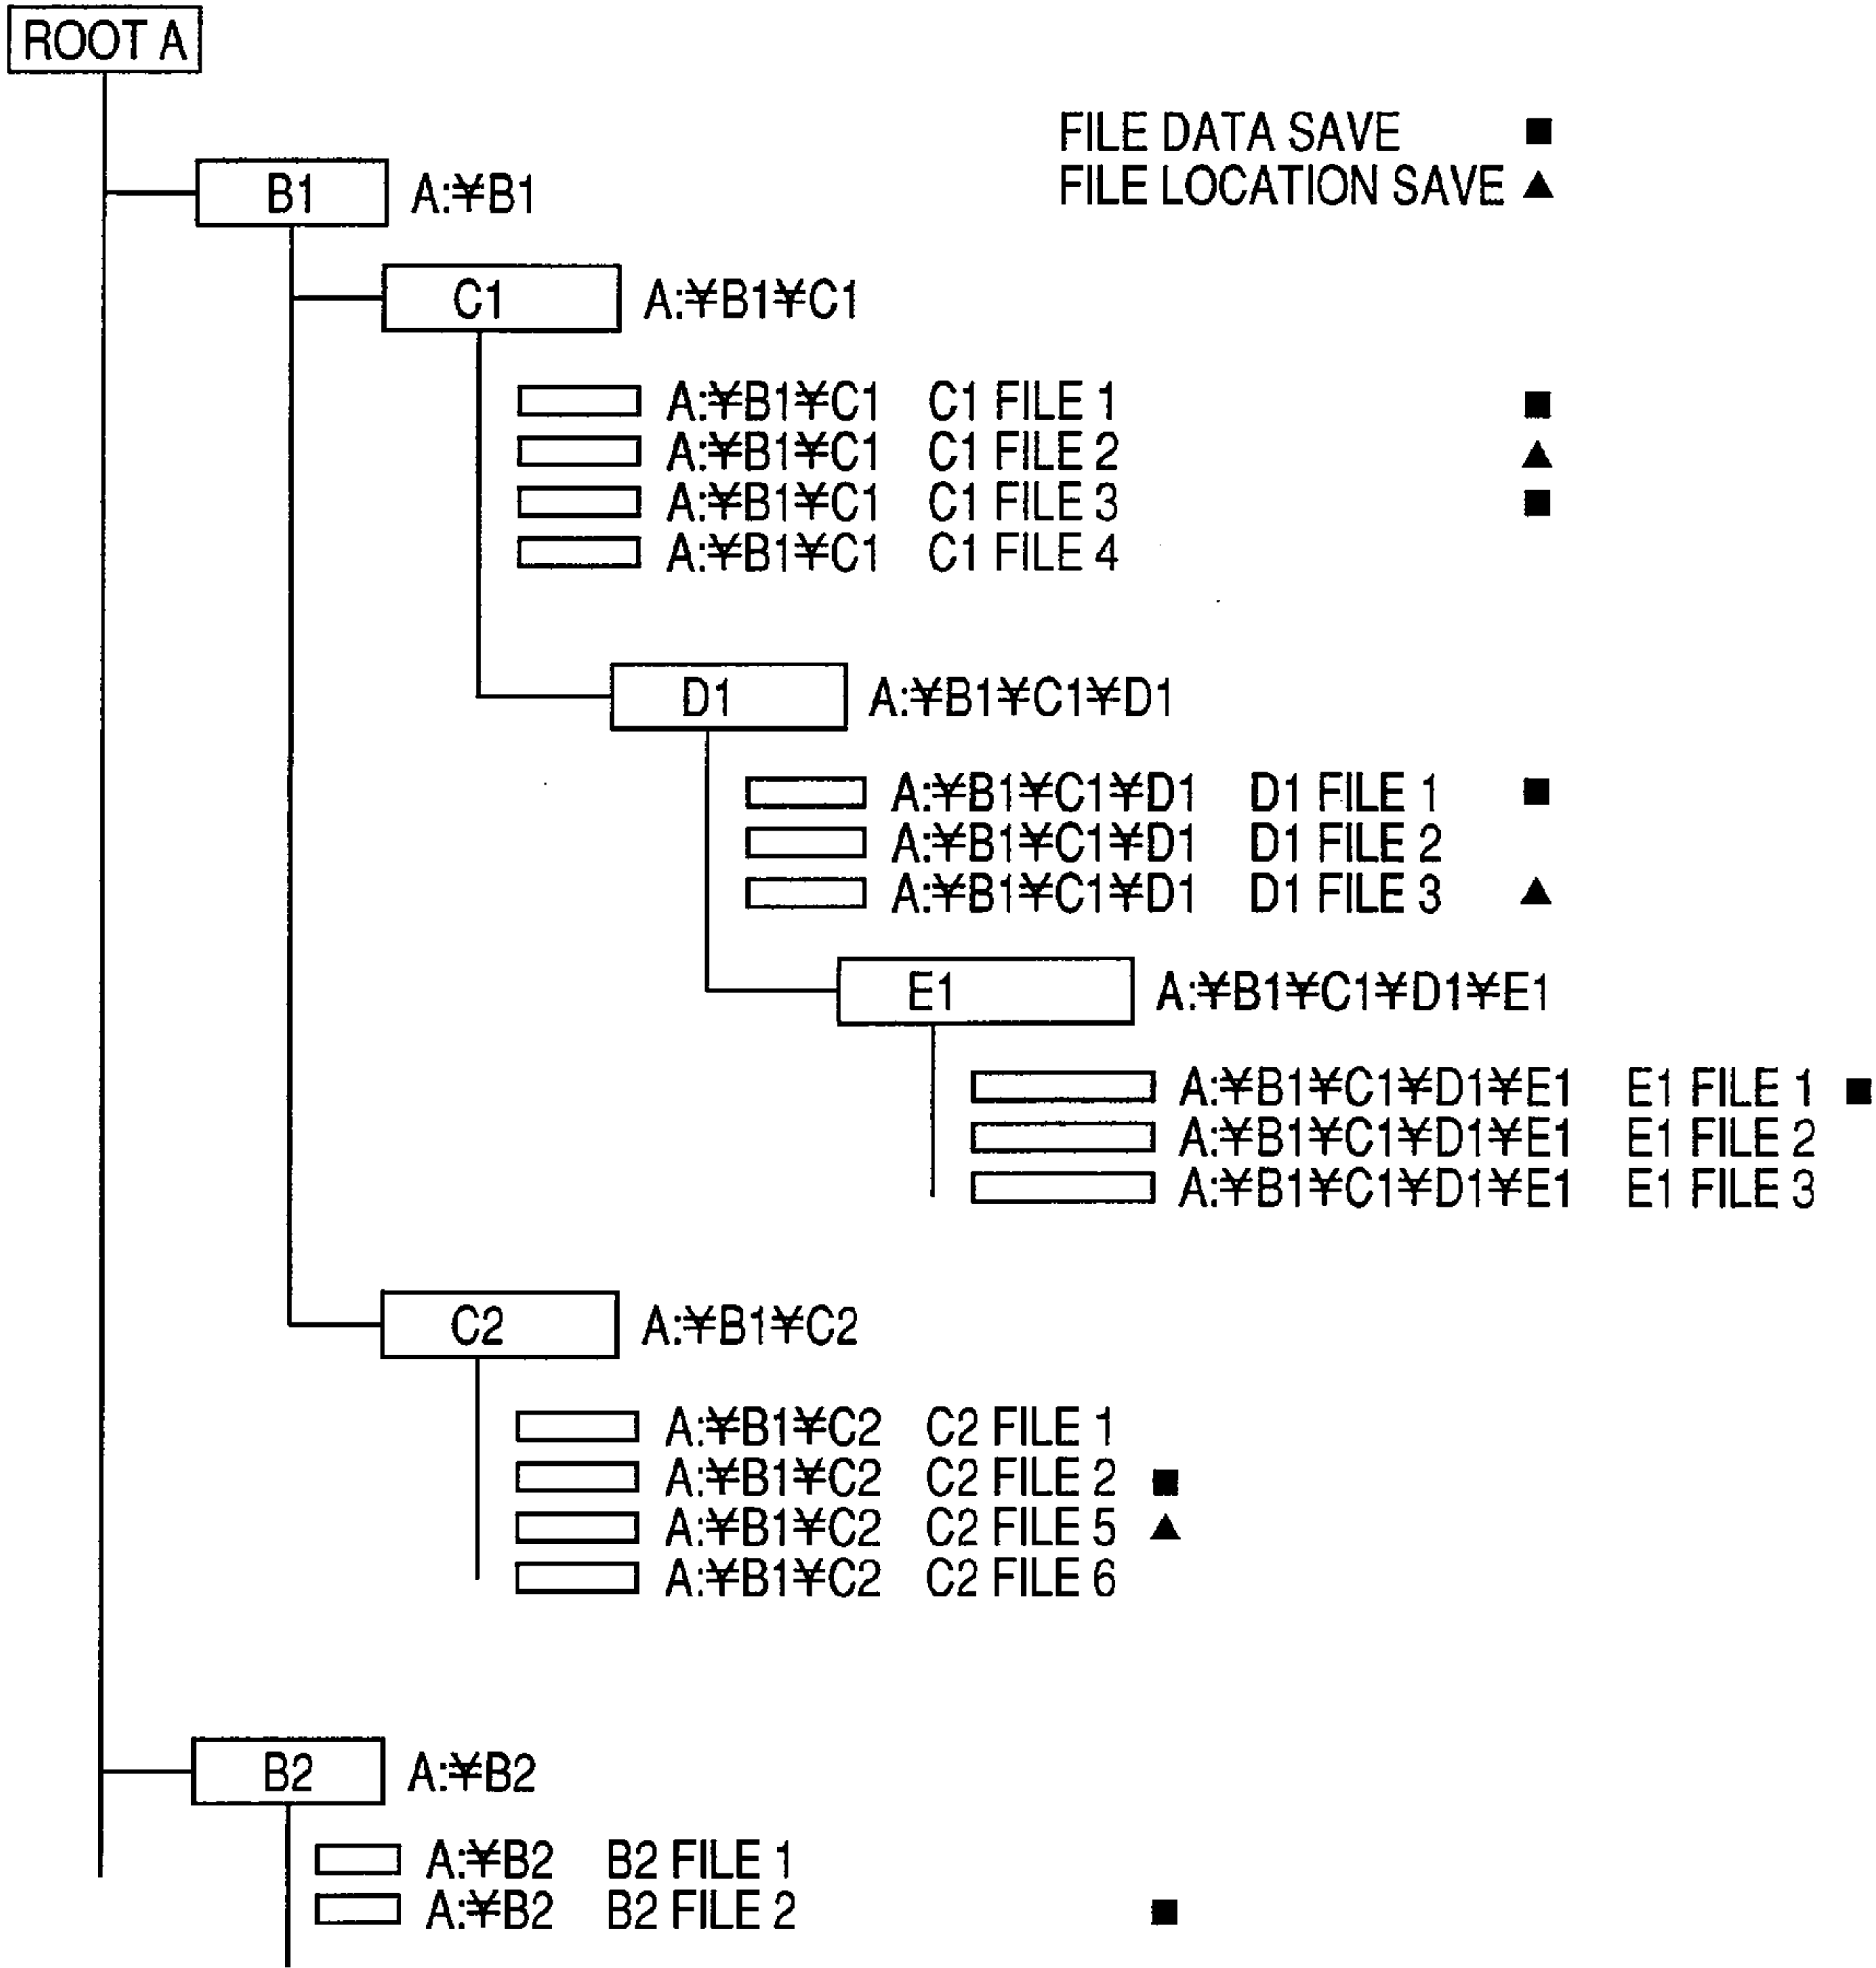 ROOT A
FILE DATA SAVE ■
FILE LOCATION SAVE ▲
B1 A:¥B1
C1 A:¥B1¥C1
A:¥B1¥C1 C1 FILE 1 ■
A:¥B1¥C1 C1 FILE 2 ▲
A:¥B1¥C1 C1 FILE 3 ■
A:¥B1¥C1 C1 FILE 4
D1 A:¥B1¥C1¥D1
A:¥B1¥C1¥D1 D1 FILE 1 ■
A:¥B1¥C1¥D1 D1 FILE 2
A:¥B1¥C1¥D1 D1 FILE 3 ▲
E1 A:¥B1¥C1¥D1¥E1
A:¥B1¥C1¥D1¥E1 E1 FILE 1 ■
A:¥B1¥C1¥D1¥E1 E1 FILE 2
A:¥B1¥C1¥D1¥E1 E1 FILE 3
C2 A:¥B1¥C2
A:¥B1¥C2 C2 FILE 1
A:¥B1¥C2 C2 FILE 2 ■
A:¥B1¥C2 C2 FILE 5 ▲
A:¥B1¥C2 C2 FILE 6
B2 A:¥B2
A:¥B2 B2 FILE 1
A:¥B2 B2 FILE 2 ■